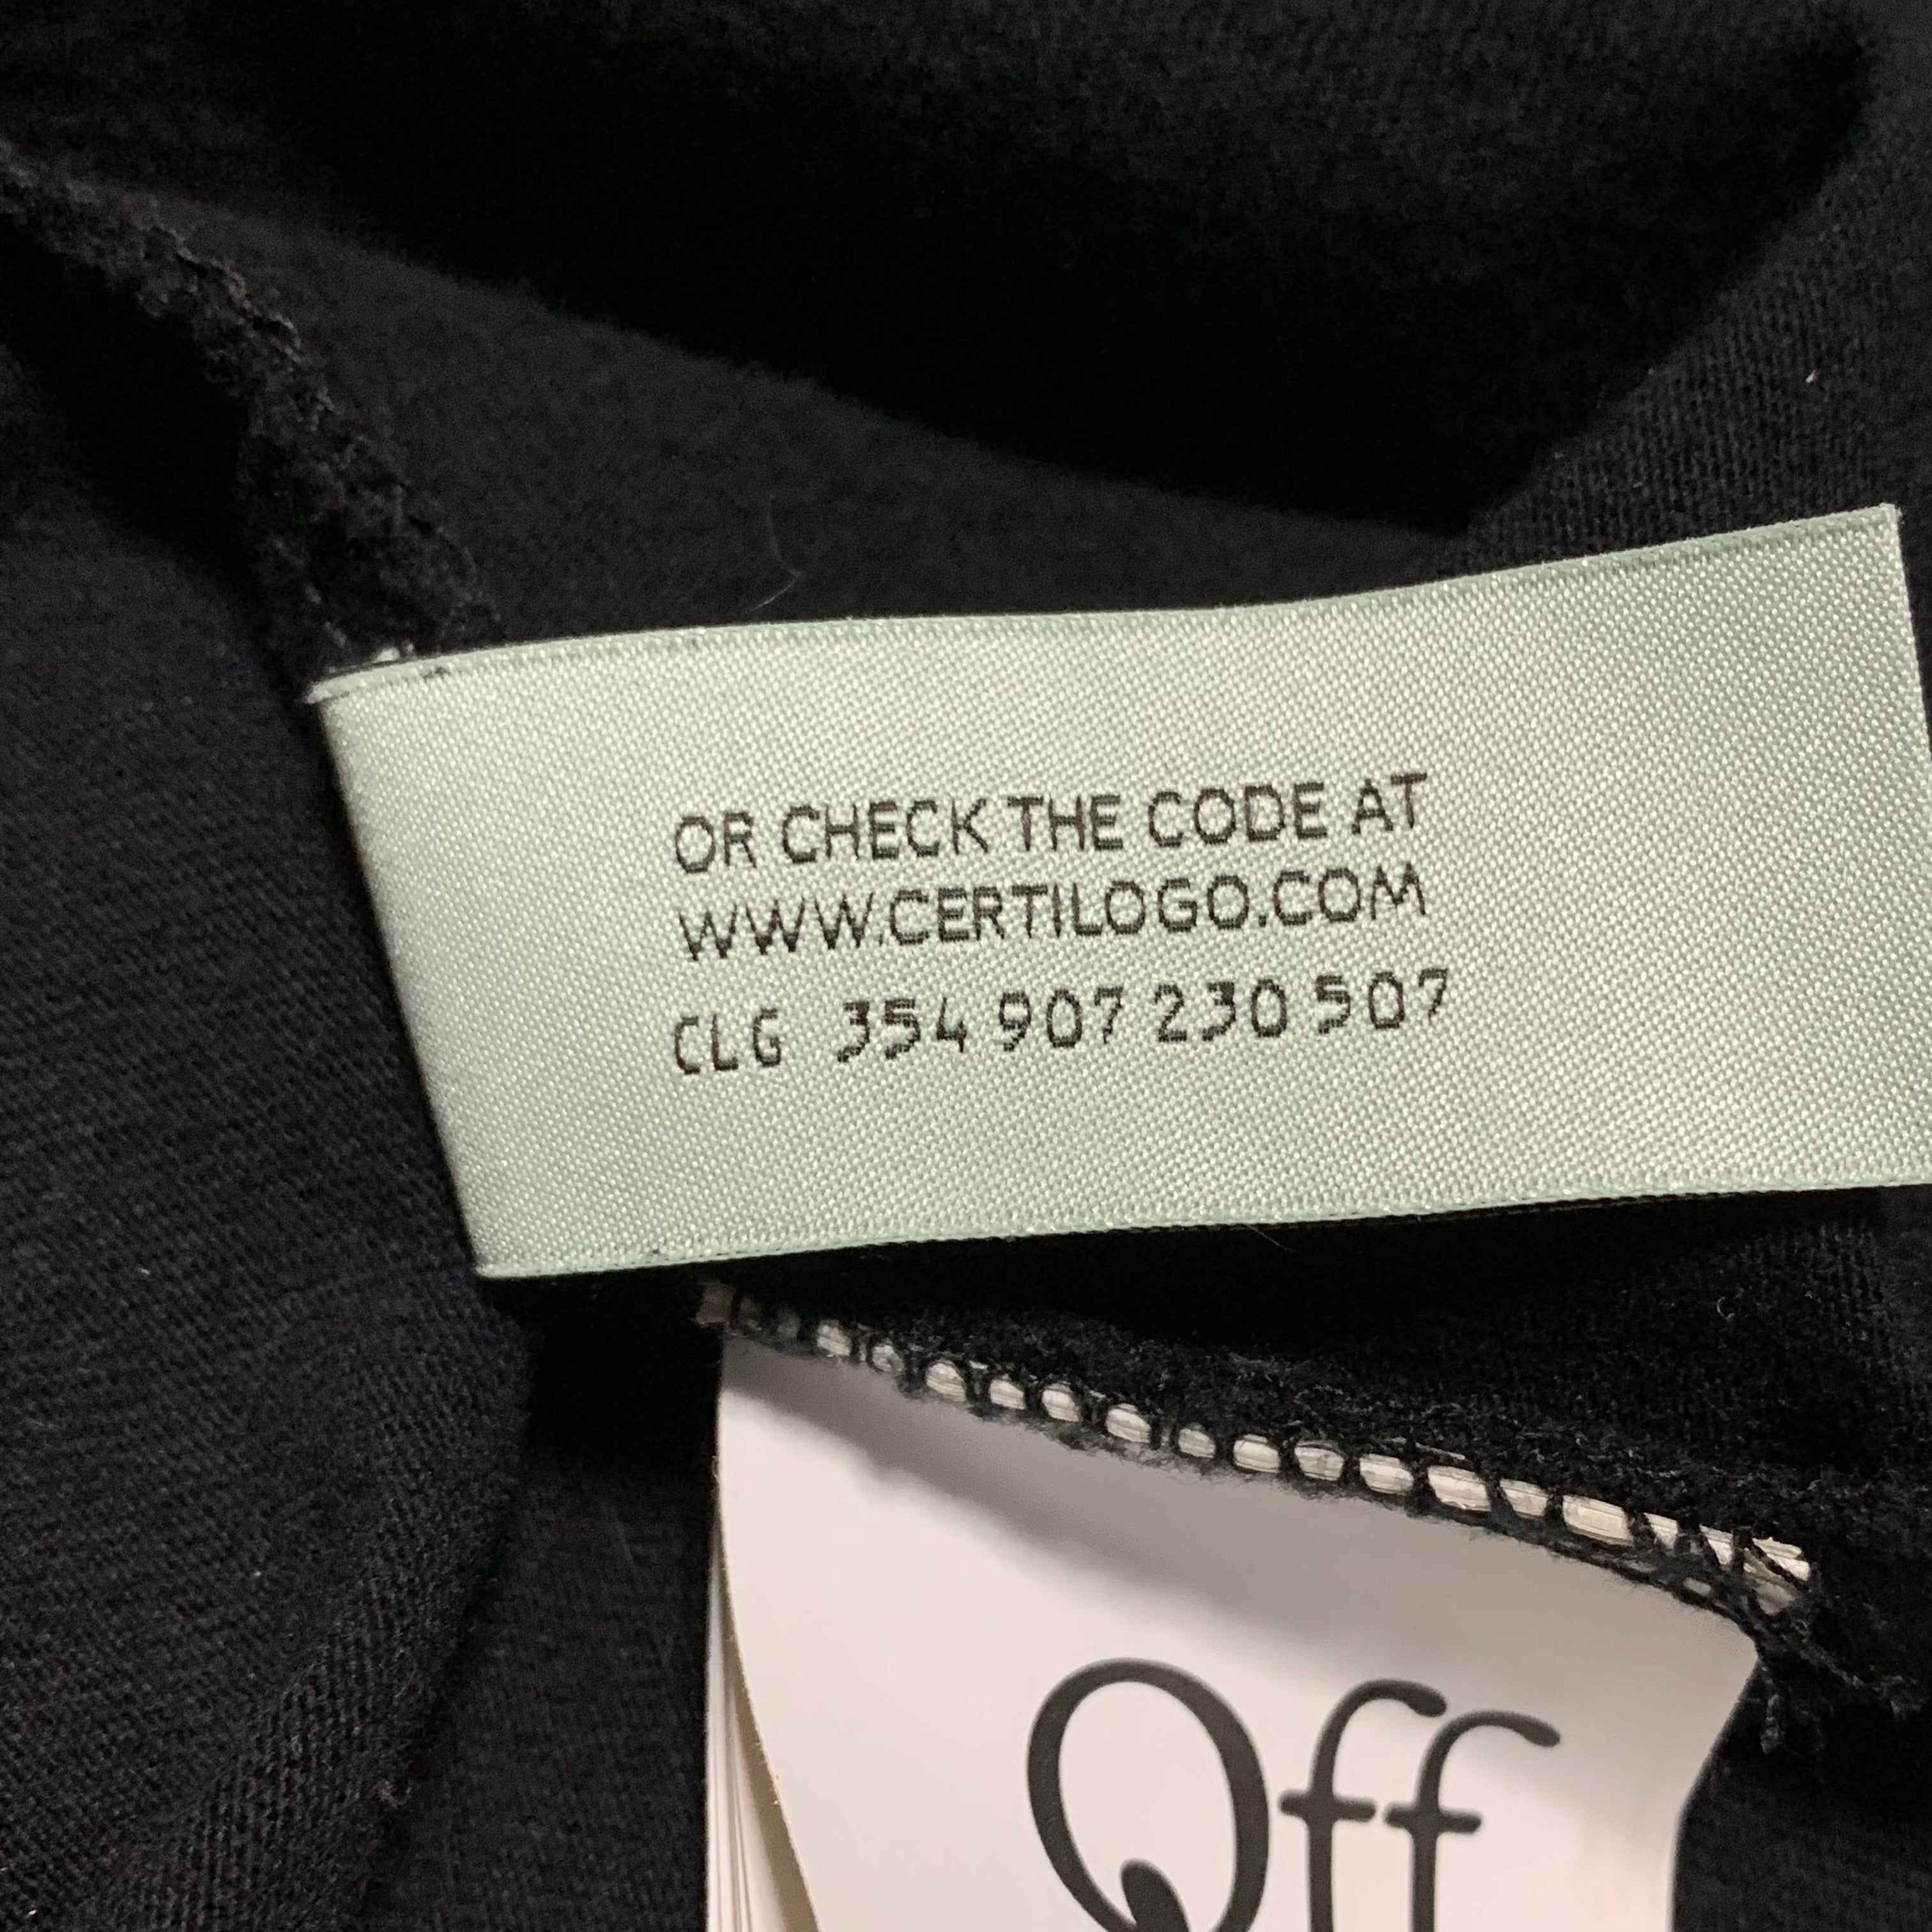 OR CHECK THE CODE AT
WWW.CERTILOGO.COM
CLG 354 907 230 507
Off